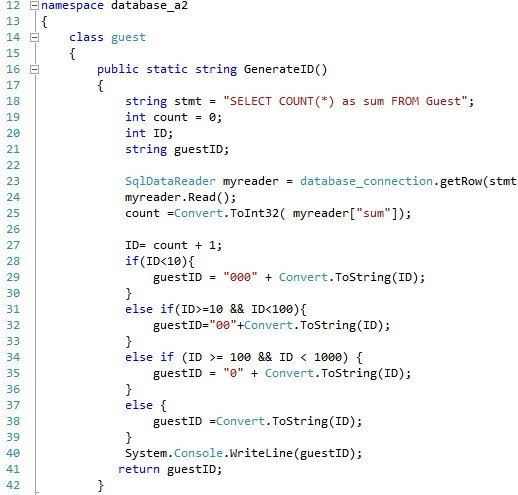 12 namespace database_a2
13 {
14 class guest
15 {
16 public static string GenerateID()
17 {
18 string stmt = "SELECT COUNT(*) as sum FROM Guest";
19 int count = 0;
20 int ID;
21 string guestID;
22
23 SqlDataReader myreader = database_connection.getRow(stmt
24 myreader.Read();
25 count =Convert.ToInt32( myreader["sum"]);
26
27 ID= count + 1;
28 if(ID<10){
29 guestID = "000" + Convert.ToString(ID);
30 }
31 else if(ID>=10 && ID<100){
32 guestID="00"+Convert.ToString(ID);
33 }
34 else if (ID >= 100 && ID < 1000) {
35 guestID = "0" + Convert.ToString(ID);
36 }
37 else {
38 guestID =Convert.ToString(ID);
39 }
40 System.Console.WriteLine(guestID);
41 return guestID;
42 }